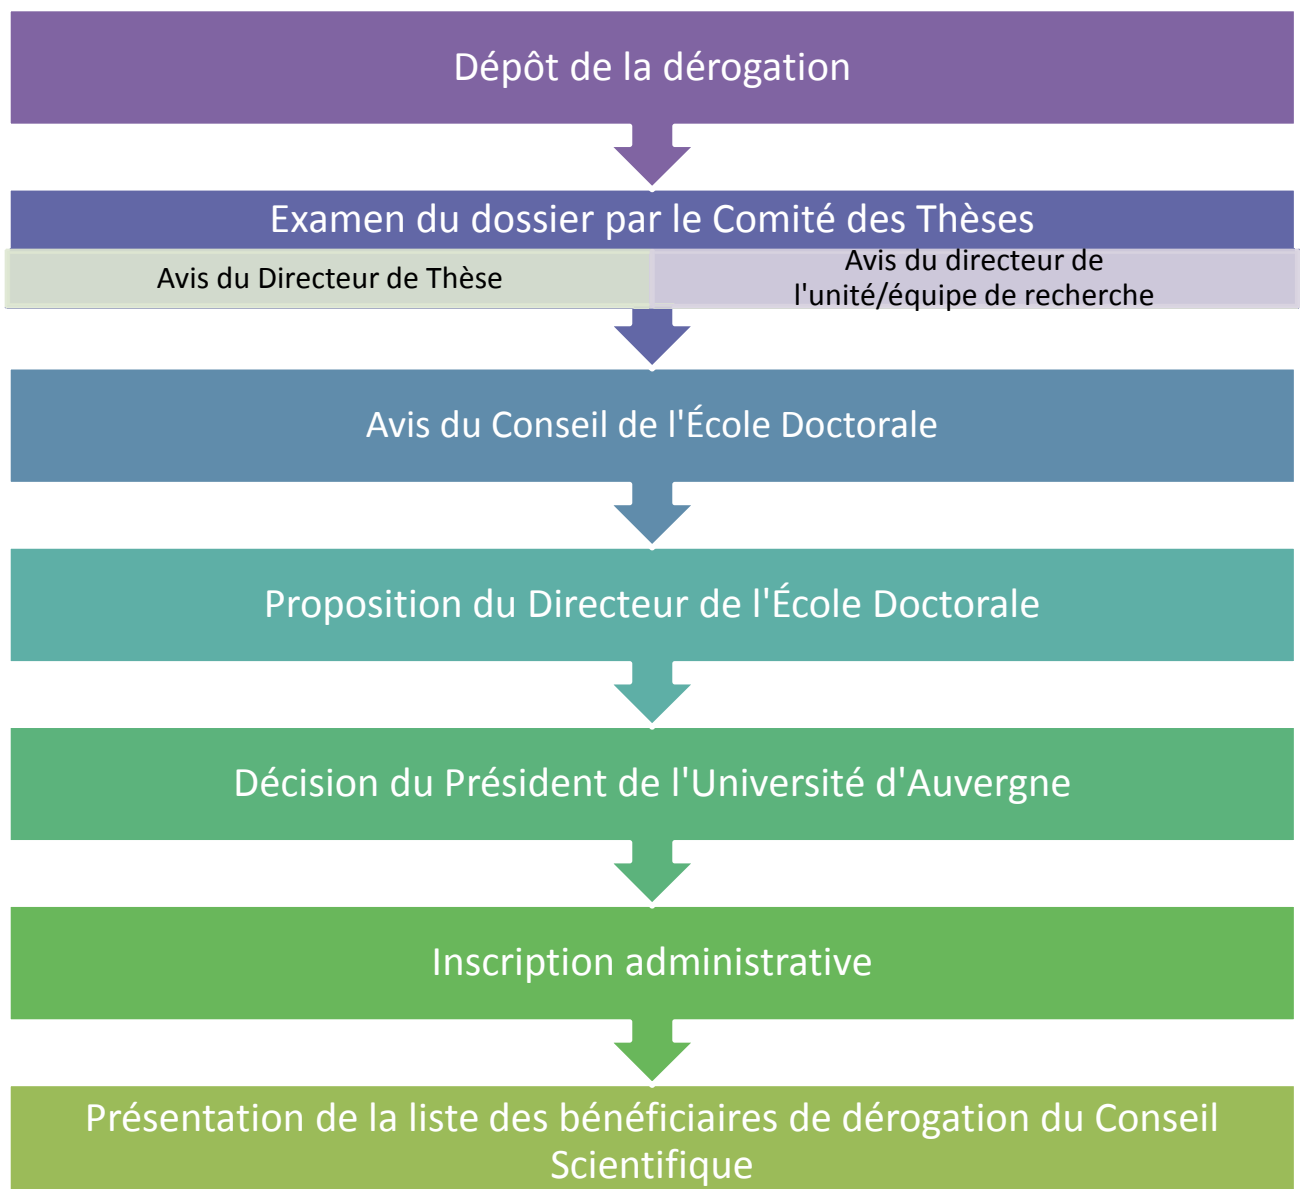 Dépôt de la dérogation
Examen du dossier par le Comité des Thèses
Avis du Directeur de Thèse
Avis du directeur de
l'unité/équipe de recherche
Avis du Conseil de l'École Doctorale
Proposition du Directeur de l'École Doctorale
Décision du Président de l'Université d'Auvergne
Inscription administrative
Présentation de la liste des bénéficiaires de dérogation du Conseil
Scientifique